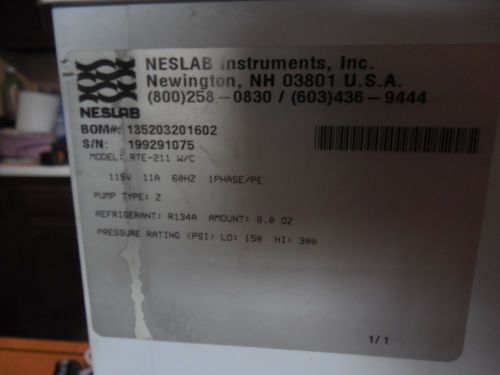 NESLAB Instruments, Inc.
Newington, NH 03801 U.S.A.
(800)258-0830 / (603)436-9444
NESLAB
BOM#: 135203201602
S/N: 199291075
MODEL: RTE-211 W/C
115V 11A 60HZ 1PHASE/PE
PUMP TYPE: Z
REFRIGERANT: R134A AMOUNT: 8.0 OZ
PRESSURE RATING (PSI) LO: 150 HI: 300
1/1